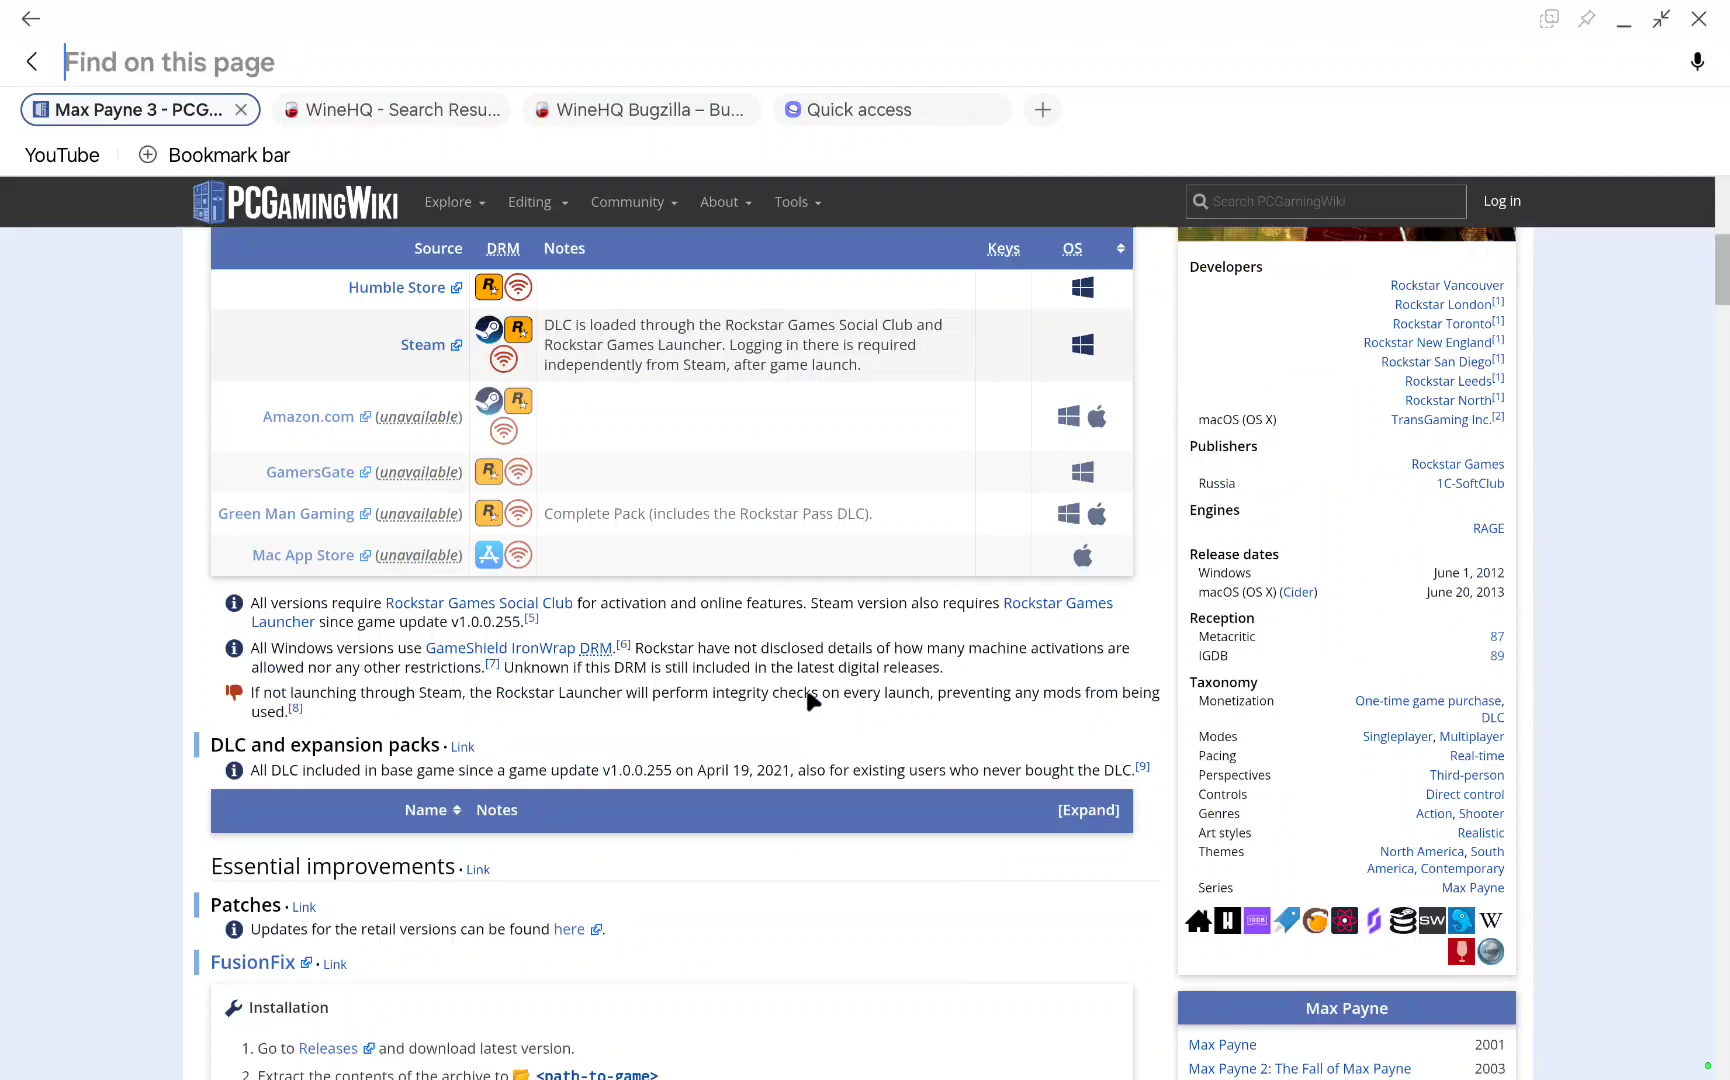 Find on this page
Max Payne 3 - PCG...
WineHQ - Search Resu...
WineHQ Bugzilla – Bu...
Quick access
YouTube
Bookmark bar
PCGamingWiki
Explore
Editing
Community
About
Tools
Search PCGamingWiki
Log in
Source DRM Notes Keys OS
Humble Store
Steam
DLC is loaded through the Rockstar Games Social Club and
Rockstar Games Launcher. Logging in there is required
independently from Steam, after game launch.
Amazon.com (unavailable)
GamersGate (unavailable)
Green Man Gaming (unavailable) Complete Pack (includes the Rockstar Pass DLC).
Mac App Store (unavailable)
All versions require Rockstar Games Social Club for activation and online features. Steam version also requires Rockstar Games
Launcher since game update v1.0.0.255.[5]
All Windows versions use GameShield IronWrap DRM.[6] Rockstar have not disclosed details of how many machine activations are
allowed nor any other restrictions.[7] Unknown if this DRM is still included in the latest digital releases.
If not launching through Steam, the Rockstar Launcher will perform integrity checks on every launch, preventing any mods from being
used.[8]
DLC and expansion packs · Link
All DLC included in base game since a game update v1.0.0.255 on April 19, 2021, also for existing users who never bought the DLC.[9]
Name Notes [Expand]
Essential improvements · Link
Patches · Link
Updates for the retail versions can be found here.
FusionFix · Link
Installation
1. Go to Releases and download latest version.
2. Extract the contents of the archive to <path-to-game>
Developers
Rockstar Vancouver
Rockstar London[1]
Rockstar Toronto[1]
Rockstar New England[1]
Rockstar San Diego[1]
Rockstar Leeds[1]
Rockstar North[1]
macOS (OS X) TransGaming Inc.[2]
Publishers
Rockstar Games
Russia 1C-SoftClub
Engines
RAGE
Release dates
Windows June 1, 2012
macOS (OS X) (Cider) June 20, 2013
Reception
Metacritic 87
IGDB 89
Taxonomy
Monetization One-time game purchase,
DLC
Modes Singleplayer, Multiplayer
Pacing Real-time
Perspectives Third-person
Controls Direct control
Genres Action, Shooter
Art styles Realistic
Themes North America, South
America, Contemporary
Series Max Payne
Max Payne
Max Payne 2001
Max Payne 2: The Fall of Max Payne 2003